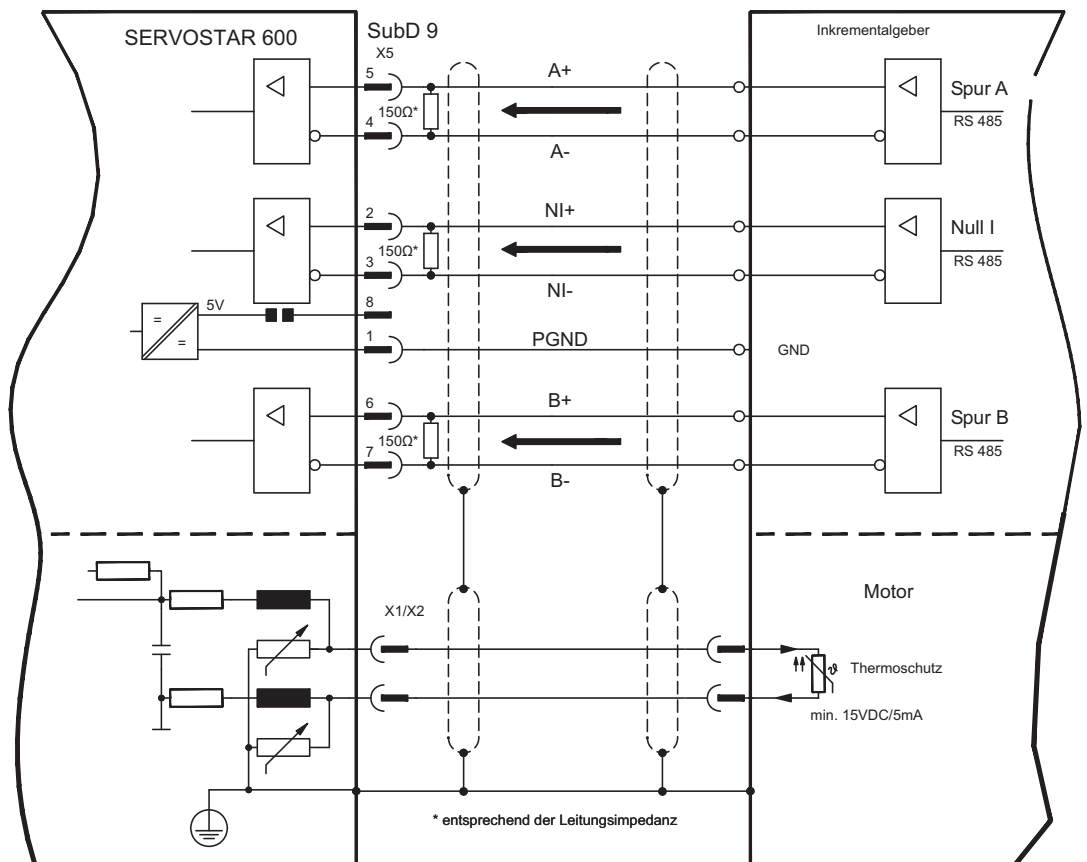 SERVOSTAR 600
SubD 9
X5
Inkrementalgeber
5
A+
Spur A
150Ω*
RS 485
4
A-
2
NI+
Null I
150Ω*
RS 485
3
NI-
5V
8
=
=
1
PGND
GND
6
B+
Spur B
150Ω*
RS 485
7
B-
Motor
X1/X2
ϑ
Thermoschutz
min. 15VDC/5mA
* entsprechend der Leitungsimpedanz